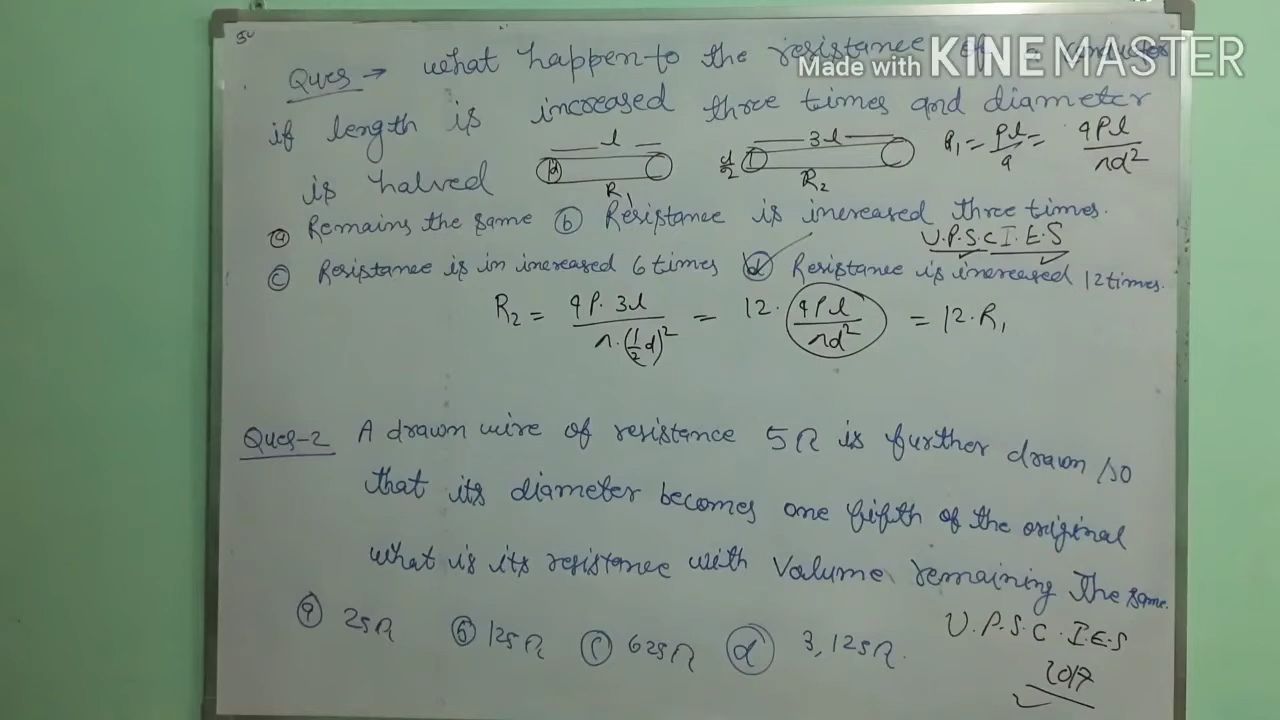 Made with KINEMASTER
Ques → what happen to the resistance of a conductor
if length is increased three times and diameter
is halved
l
d
R₁
3l
d/2
R₂
R₁ = ρl/a = 4ρl/πd²
ⓐ Remains the same ⓑ Resistance is increased three times.
U.P.S.C I.E.S
ⓒ Resistance is in increased 6 times ⓓ Resistance is increased 12 times.
R₂ = 4ρ.3l/π.(1/2 d)² = 12. 4ρl/πd² = 12.R₁
Ques-2 A drawn wire of resistance 5Ω is further drawn so
that its diameter becomes one fifth of the original
what is its resistance with Volume remaining The same.
ⓐ 25Ω ⓑ 125Ω ⓒ 625Ω ⓓ 3,125Ω.
U.P.S.C. I.E.S
2017